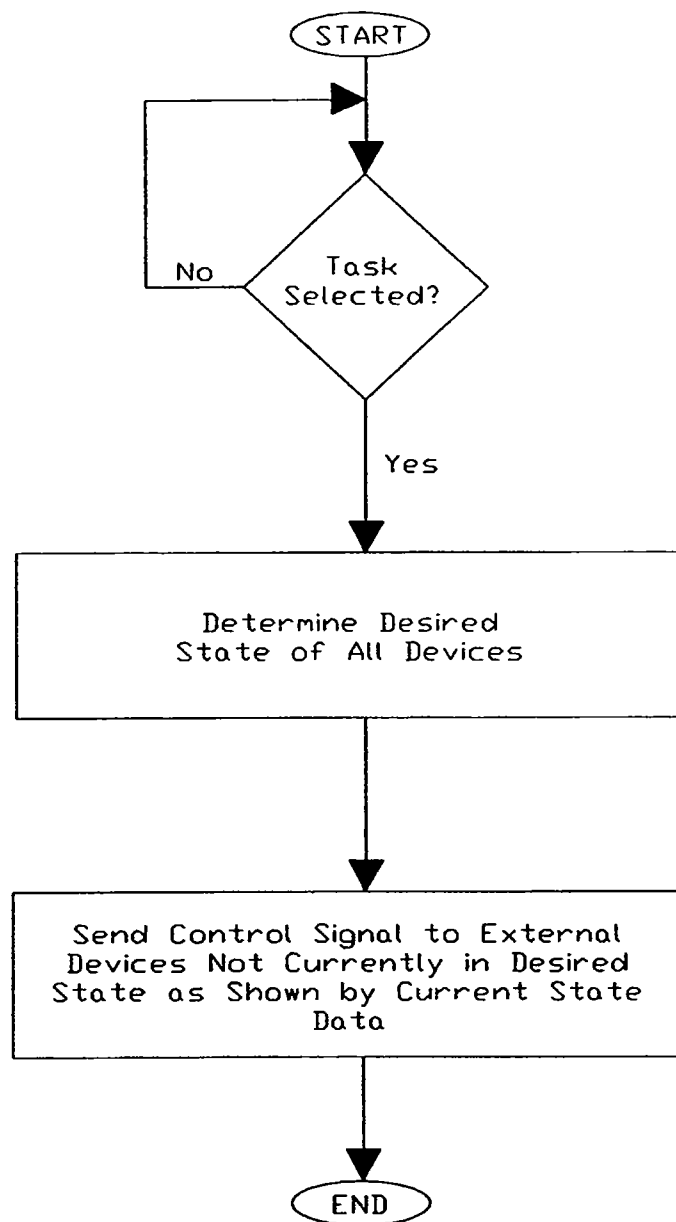 START
Task
Selected?
No
Yes
Determine Desired
State of All Devices
Send Control Signal to External
Devices Not Currently in Desired
State as Shown by Current State
Data
END